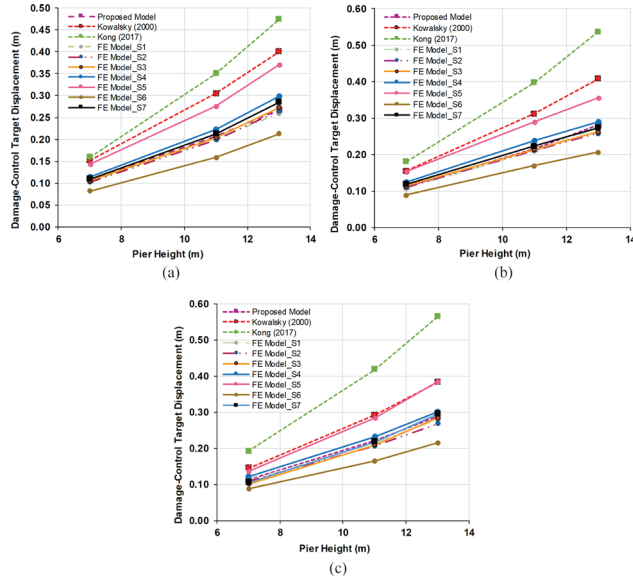 0.50
0.45
0.40
0.35
0.30
0.25
0.20
0.15
0.10
0.05
0.00
Damage-Control Target Displacement (m)
Proposed Model
Kowalsky (2000)
Kong (2017)
FE Model_S1
FE Model_S2
FE Model_S3
FE Model_S4
FE Model_S5
FE Model_S6
FE Model_S7
6 8 10 12 14
Pier Height (m)
(a)
0.60
0.50
0.40
0.30
0.20
0.10
0.00
Damage-Control Target Displacement (m)
Proposed Model
Kowalsky (2000)
Kong (2017)
FE Model_S1
FE Model_S2
FE Model_S3
FE Model_S4
FE Model_S5
FE Model_S6
FE Model_S7
6 8 10 12 14
Pier Height (m)
(b)
0.60
0.50
0.40
0.30
0.20
0.10
0.00
Damage-Control Target Displacement (m)
Proposed Model
Kowalsky (2000)
Kong (2017)
FE Model_S1
FE Model_S2
FE Model_S3
FE Model_S4
FE Model_S5
FE Model_S6
FE Model_S7
6 8 10 12 14
Pier Height (m)
(c)